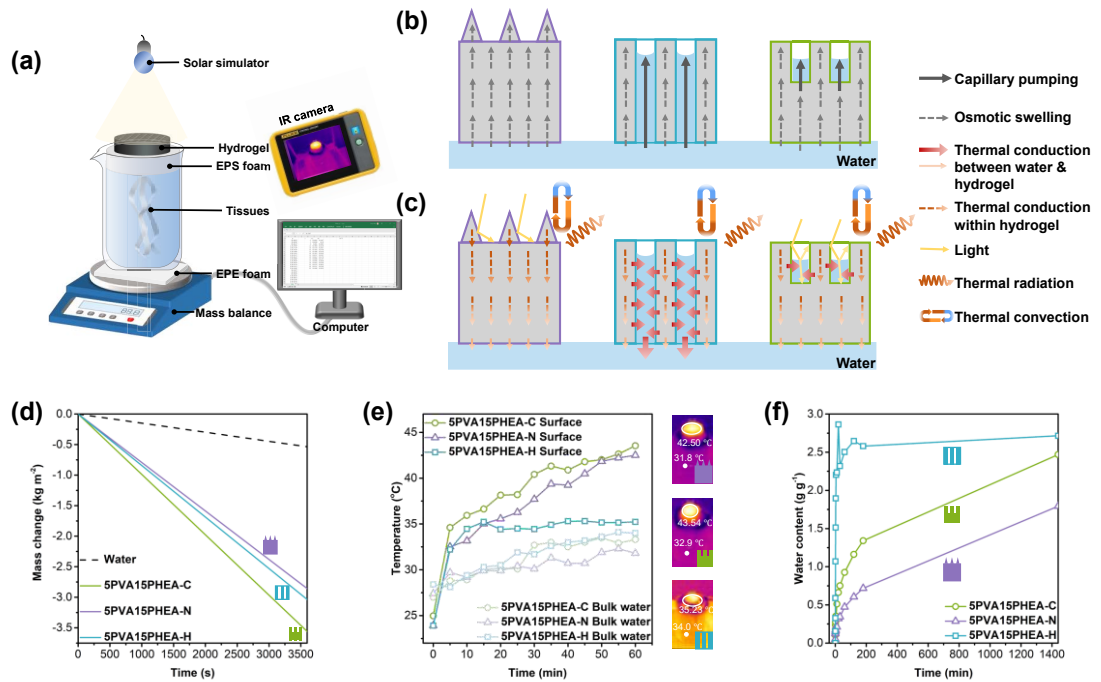 (a)
Solar simulator
IR camera
Hydrogel
EPS foam
Tissues
EPE foam
Mass balance
Computer
(b)
Water
Capillary pumping
Osmotic swelling
Thermal conduction
between water &
hydrogel
Thermal conduction
within hydrogel
Light
Thermal radiation
Thermal convection
(c)
Water
(d)
Mass change (kg m-2)
0.0
-0.5
-1.0
-1.5
-2.0
-2.5
-3.0
-3.5
Water
5PVA15PHEA-C
5PVA15PHEA-N
5PVA15PHEA-H
0 500 1000 1500 2000 2500 3000 3500
Time (s)
(e)
Temperature (°C)
45
40
35
30
25
5PVA15PHEA-C Surface
5PVA15PHEA-N Surface
5PVA15PHEA-H Surface
5PVA15PHEA-C Bulk water
5PVA15PHEA-N Bulk water
5PVA15PHEA-H Bulk water
0 10 20 30 40 50 60
Time (min)
42.50 °C
31.8 °C
43.54 °C
32.9 °C
35.23 °C
34.0 °C
(f)
Water content (g g-1)
3.0
2.5
2.0
1.5
1.0
0.5
0.0
5PVA15PHEA-C
5PVA15PHEA-N
5PVA15PHEA-H
0 200 400 600 800 1000 1200 1400
Time (min)